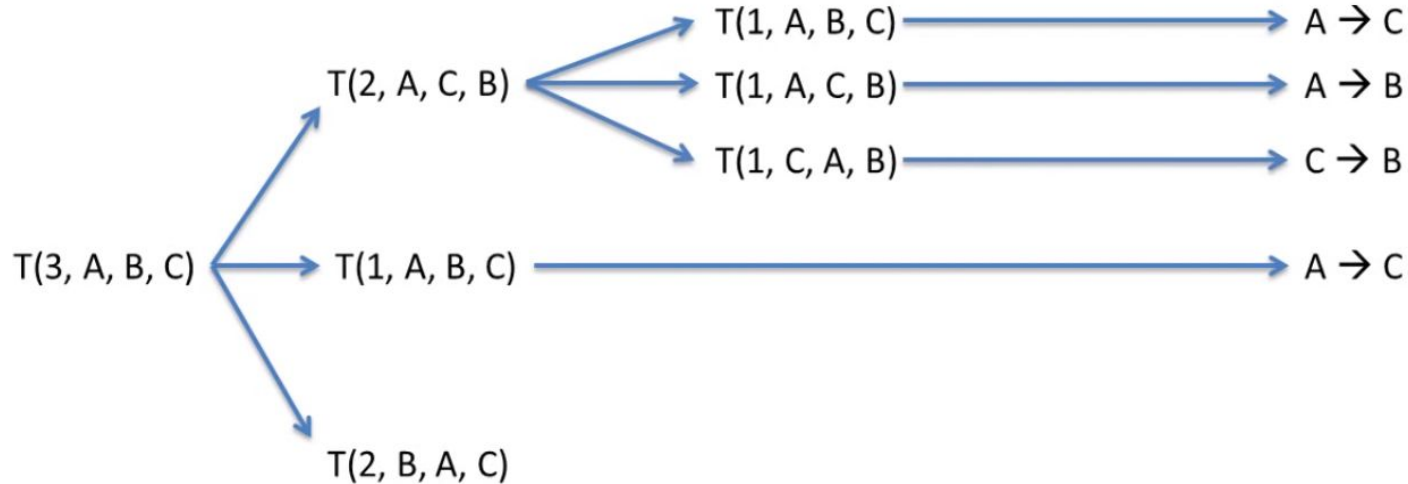 T(1, A, B, C) A → C
T(2, A, C, B) T(1, A, C, B) A → B
T(1, C, A, B) C → B
T(3, A, B, C) T(1, A, B, C) A → C
T(2, B, A, C)